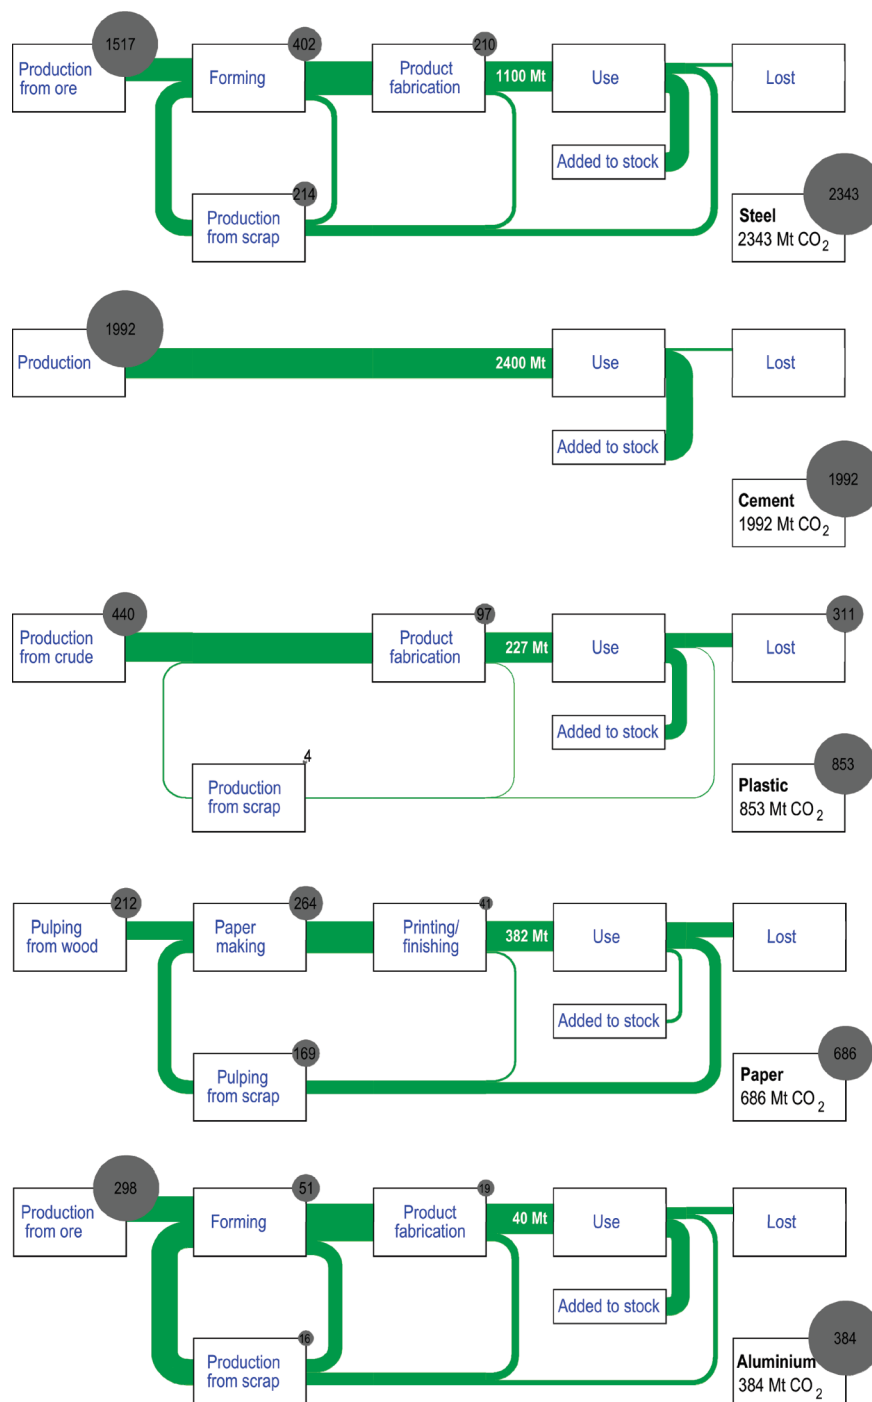 1517
402
210
Production
from ore
Forming
Product
fabrication
1100 Mt
Use
Lost
Added to stock
214
Production
from scrap
2343
Steel
2343 Mt CO2
1992
Production
2400 Mt
Use
Lost
Added to stock
1992
Cement
1992 Mt CO2
440
97
311
Production
from crude
Product
fabrication
227 Mt
Use
Lost
Added to stock
4
Production
from scrap
853
Plastic
853 Mt CO2
212
264
41
Pulping
from wood
Paper
making
Printing/
finishing
382 Mt
Use
Lost
Added to stock
169
Pulping
from scrap
686
Paper
686 Mt CO2
298
51
19
Production
from ore
Forming
Product
fabrication
40 Mt
Use
Lost
Added to stock
16
Production
from scrap
384
Aluminium
384 Mt CO2